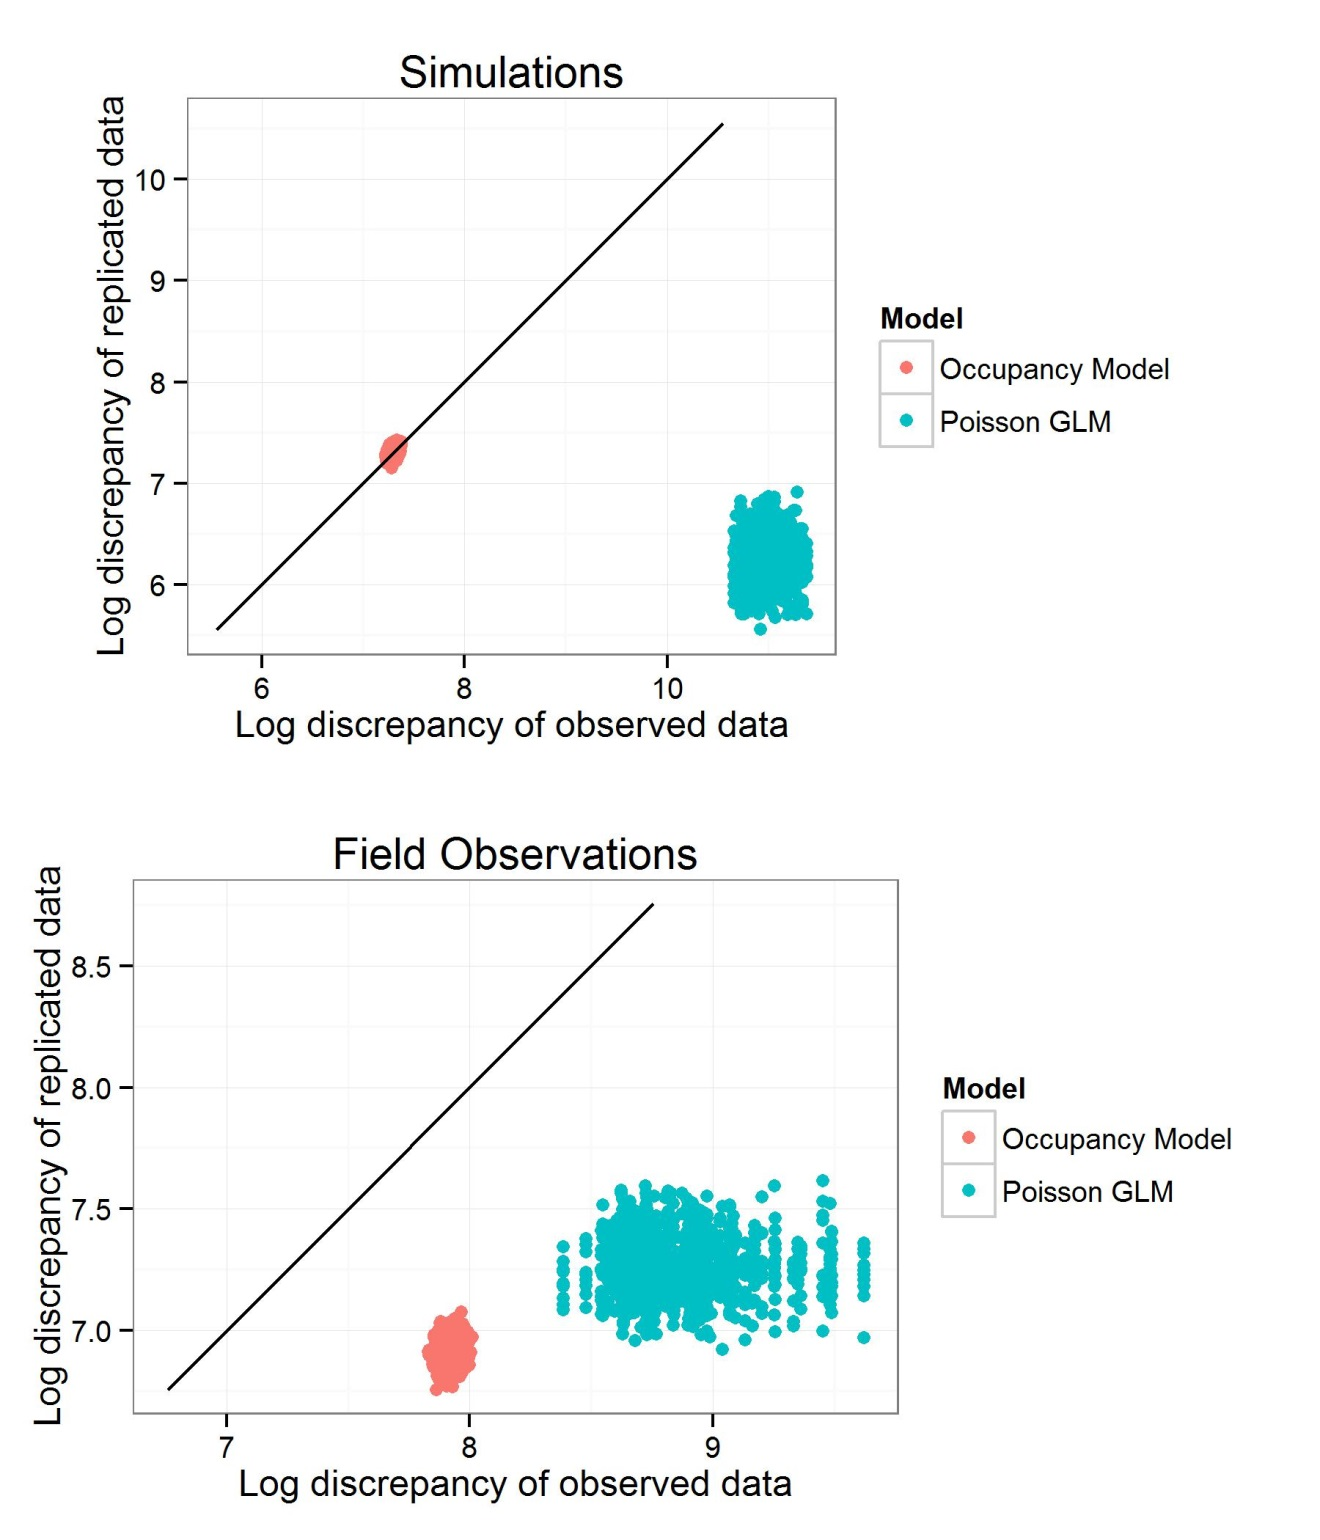 Simulations
Log discrepancy of replicated data
10
9
8
7
6
6 8 10
Log discrepancy of observed data
Model
Occupancy Model
Poisson GLM
Field Observations
Log discrepancy of replicated data
8.5
8.0
7.5
7.0
7 8 9
Log discrepancy of observed data
Model
Occupancy Model
Poisson GLM